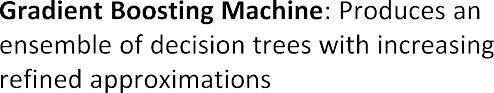 Gradient Boosting Machine: Produces an
ensemble of decision trees with increasing
refined approximations